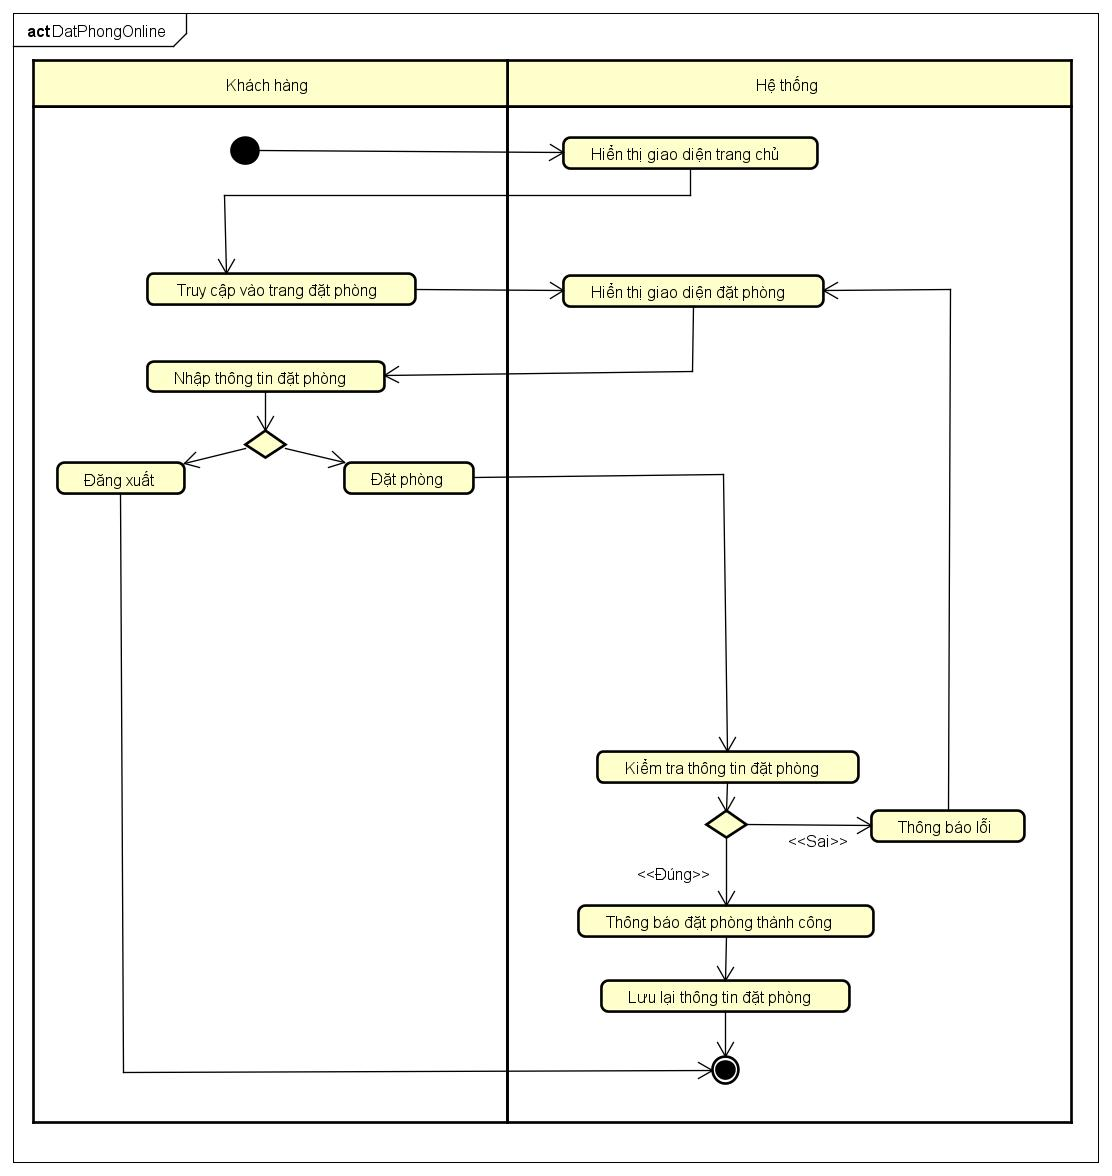 act DatPhongOnline
Khách hàng
Hệ thống
Hiển thị giao diện trang chủ
Truy cập vào trang đặt phòng
Hiển thị giao diện đặt phòng
Nhập thông tin đặt phòng
Đăng xuất
Đặt phòng
Kiểm tra thông tin đặt phòng
Thông báo lỗi
<<Sai>>
<<Đúng>>
Thông báo đặt phòng thành công
Lưu lại thông tin đặt phòng